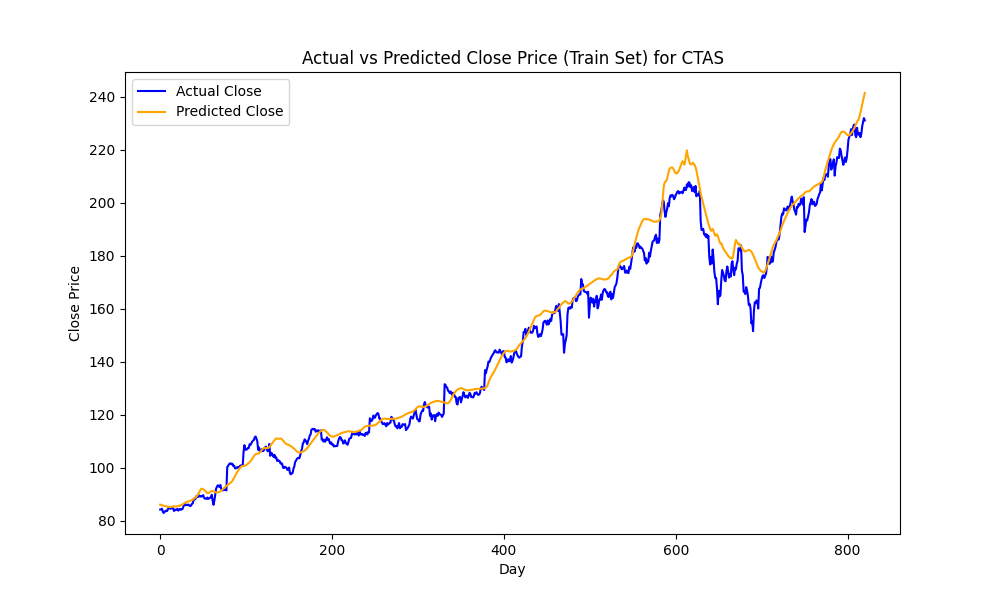 Actual vs Predicted Close Price (Train Set) for CTAS
Actual Close
Predicted Close
Close Price
240
220
200
180
160
140
120
100
80
0
200
400
600
800
Day